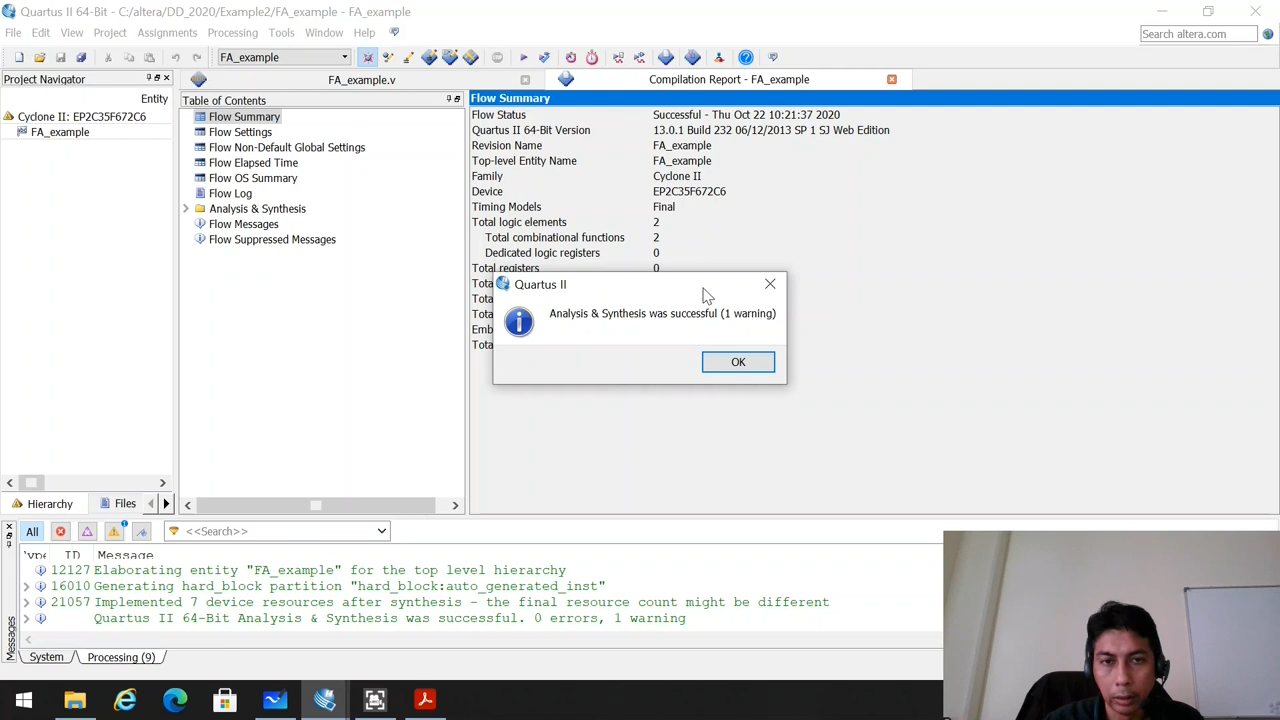 Quartus II 64-Bit - C:/altera/DD_2020/Example2/FA_example - FA_example
File Edit View Project Assignments Processing Tools Window Help
Search altera.com
FA_example
Project Navigator
FA_example.v
Compilation Report - FA_example
Entity
Cyclone II: EP2C35F672C6
FA_example
Table of Contents
Flow Summary
Flow Settings
Flow Non-Default Global Settings
Flow Elapsed Time
Flow OS Summary
Flow Log
Analysis & Synthesis
Flow Messages
Flow Suppressed Messages
Flow Summary
Flow Status Successful - Thu Oct 22 10:21:37 2020
Quartus II 64-Bit Version 13.0.1 Build 232 06/12/2013 SP 1 SJ Web Edition
Revision Name FA_example
Top-level Entity Name FA_example
Family Cyclone II
Device EP2C35F672C6
Timing Models Final
Total logic elements 2
Total combinational functions 2
Dedicated logic registers 0
Total registers 0
Tota
Tota
Tota
Emb
Tota
Quartus II
Analysis & Synthesis was successful (1 warning)
OK
Hierarchy Files
All <<Search>>
ID Message
12127 Elaborating entity "FA_example" for the top level hierarchy
16010 Generating hard_block partition "hard_block:auto_generated_inst"
21057 Implemented 7 device resources after synthesis - the final resource count might be different
Quartus II 64-Bit Analysis & Synthesis was successful. 0 errors, 1 warning
Messages
System Processing (9)